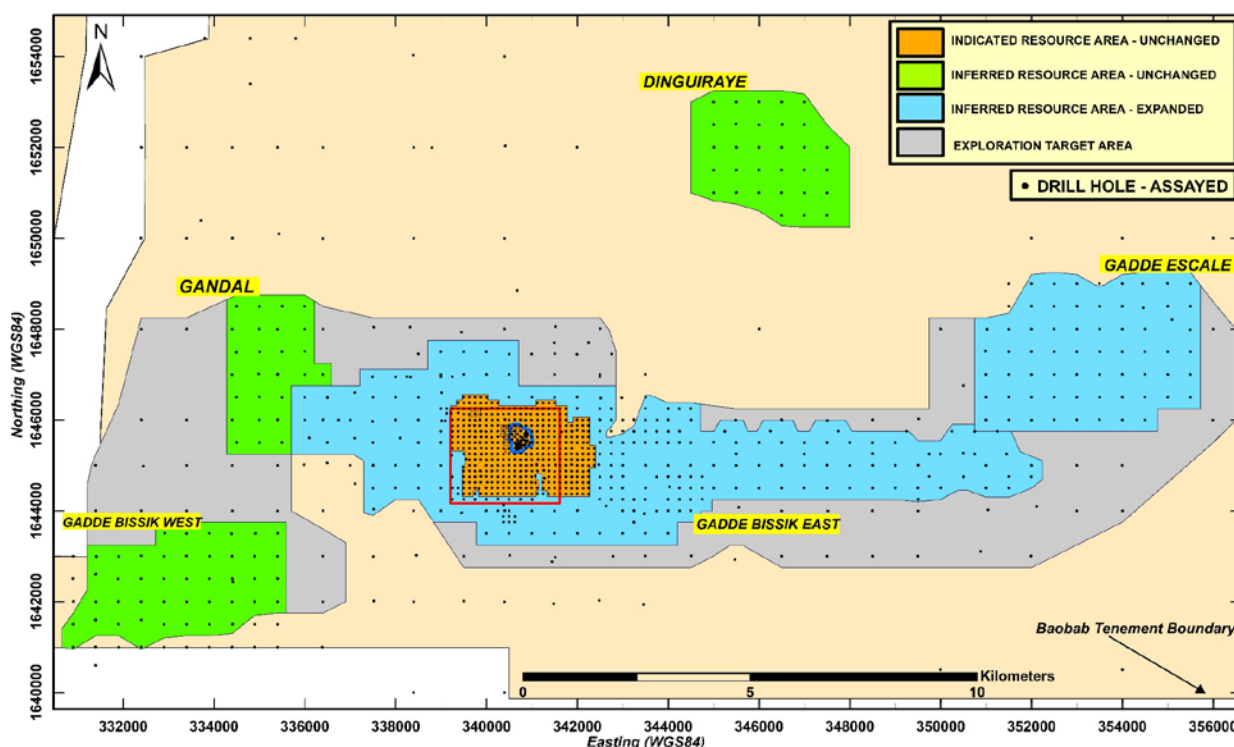 N
INDICATED RESOURCE AREA - UNCHANGED
INFERRED RESOURCE AREA - UNCHANGED
INFERRED RESOURCE AREA - EXPANDED
EXPLORATION TARGET AREA
DRILL HOLE - ASSAYED
DINGUIRAYE
GADDE ESCALE
GANDAL
GADDE BISSIK WEST
GADDE BISSIK EAST
Baobab Tenement Boundary
Kilometers
0 5 10
1654000
1652000
1650000
1648000
1646000
1644000
1642000
1640000
Northing (WGS84)
332000 334000 336000 338000 340000 342000 344000 346000 348000 350000 352000 354000 356000
Easting (WGS84)